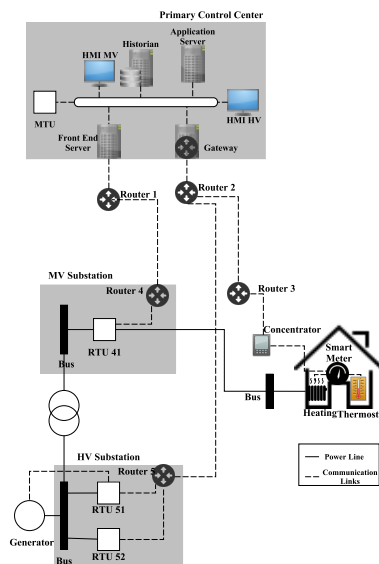 Primary Control Center
Application
Server
Historian
HMI MV
MTU
HMI HV
Front End
Server
Gateway
Router 1
Router 2
MV Substation
Router 4
Router 3
RTU 41
Bus
Concentrator
Smart
Meter
Bus
Heating
Thermost
HV Substation
Router 5
RTU 51
Generator
RTU 52
Bus
Power Line
Communication
Links